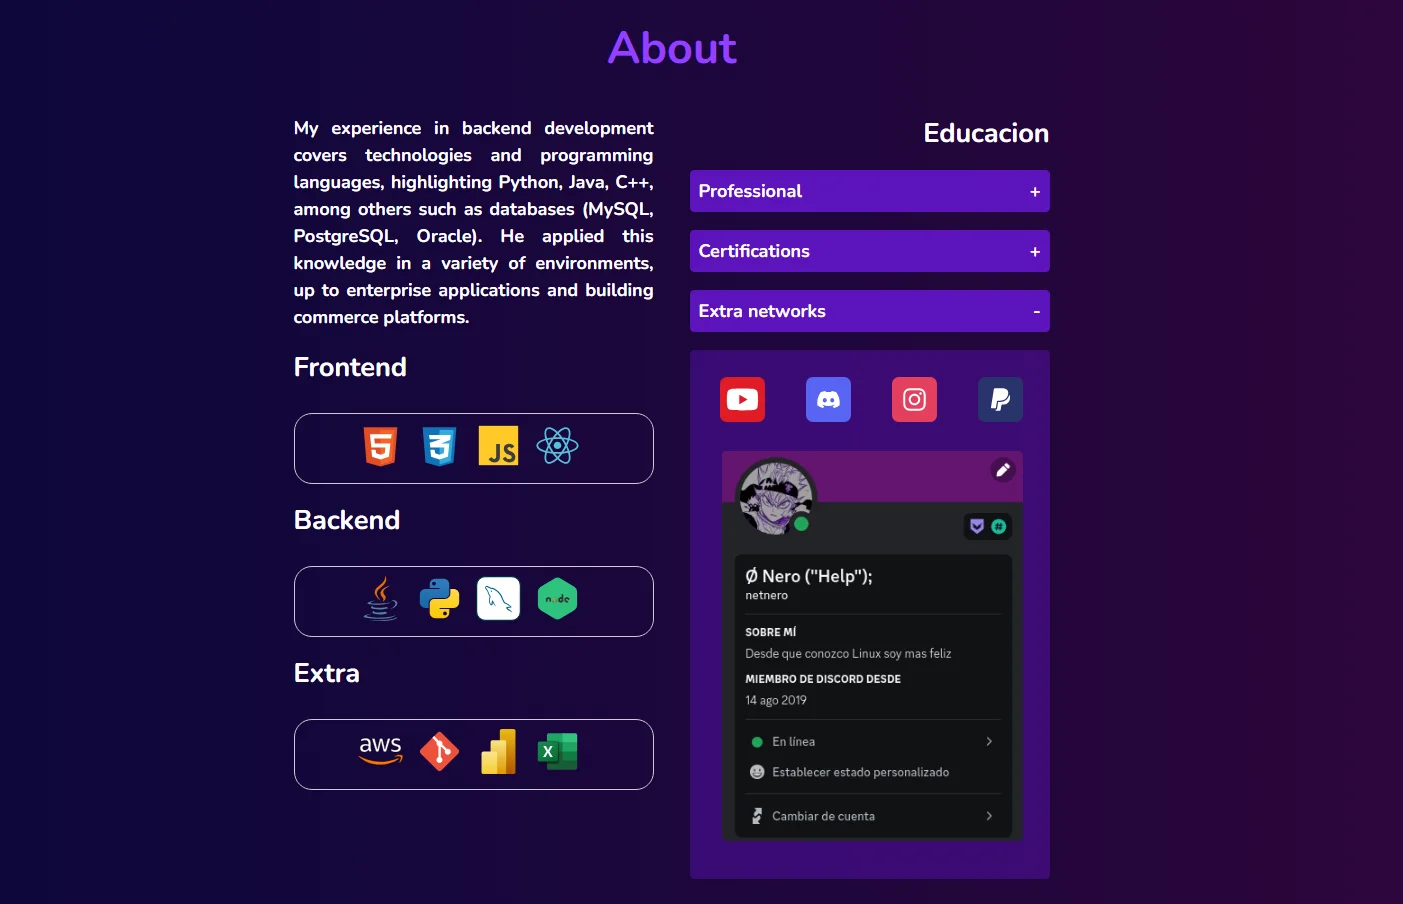 About
My experience in backend development
covers technologies and programming
languages, highlighting Python, Java, C++,
among others such as databases (MySQL,
PostgreSQL, Oracle). He applied this
knowledge in a variety of environments,
up to enterprise applications and building
commerce platforms.
Frontend
5
3
JS
Backend
node
Extra
aws
X
Educacion
Professional +
Certifications +
Extra networks -
#
Ø Nero ("Help");
netnero
SOBRE MÍ
Desde que conozco Linux soy mas feliz
MIEMBRO DE DISCORD DESDE
14 ago 2019
En línea
Establecer estado personalizado
Cambiar de cuenta